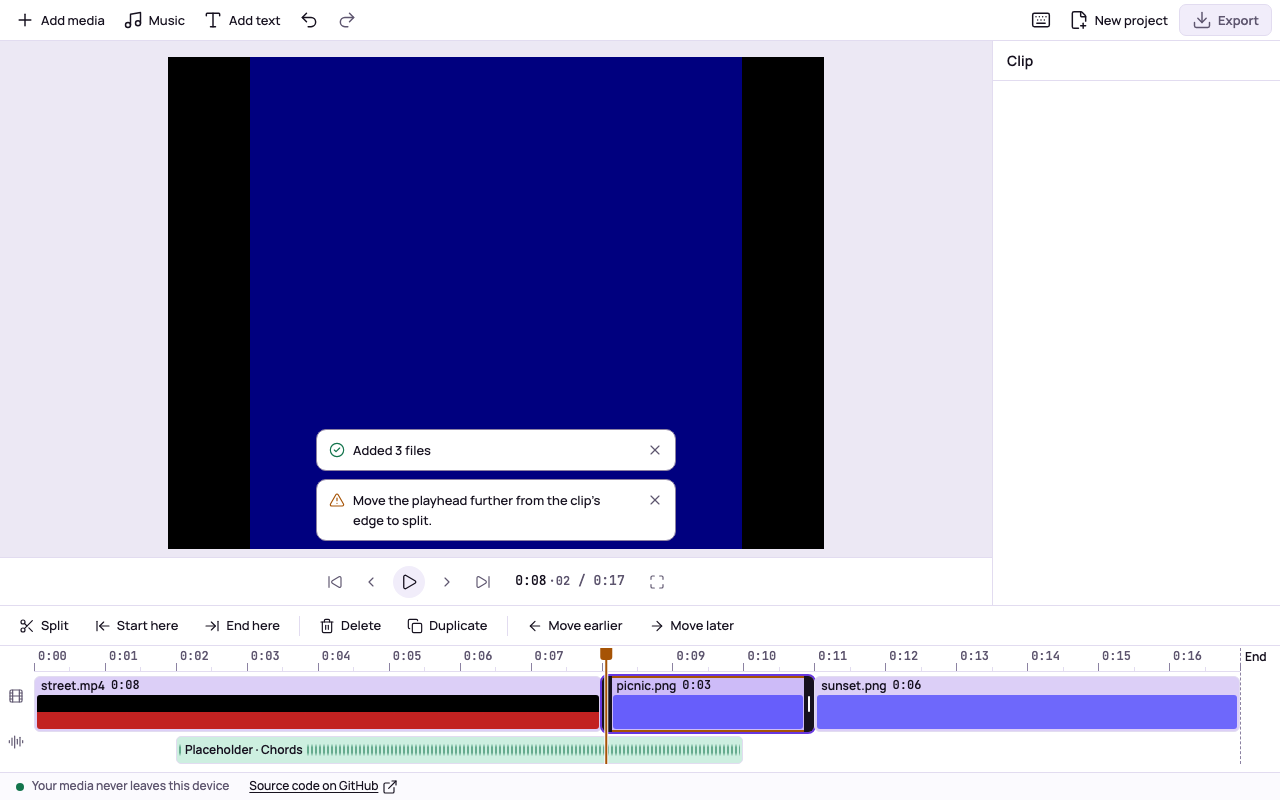 Add media Music Add text New project Export
Clip
Added 3 files
Move the playhead further from the clip's
edge to split.
0:08·02 / 0:17
Split Start here End here Delete Duplicate Move earlier Move later
0:00 0:01 0:02 0:03 0:04 0:05 0:06 0:07 0:09 0:10 0:11 0:12 0:13 0:14 0:15 0:16 End
street.mp4 0:08 picnic.png 0:03 sunset.png 0:06
Placeholder · Chords
Your media never leaves this device Source code on GitHub